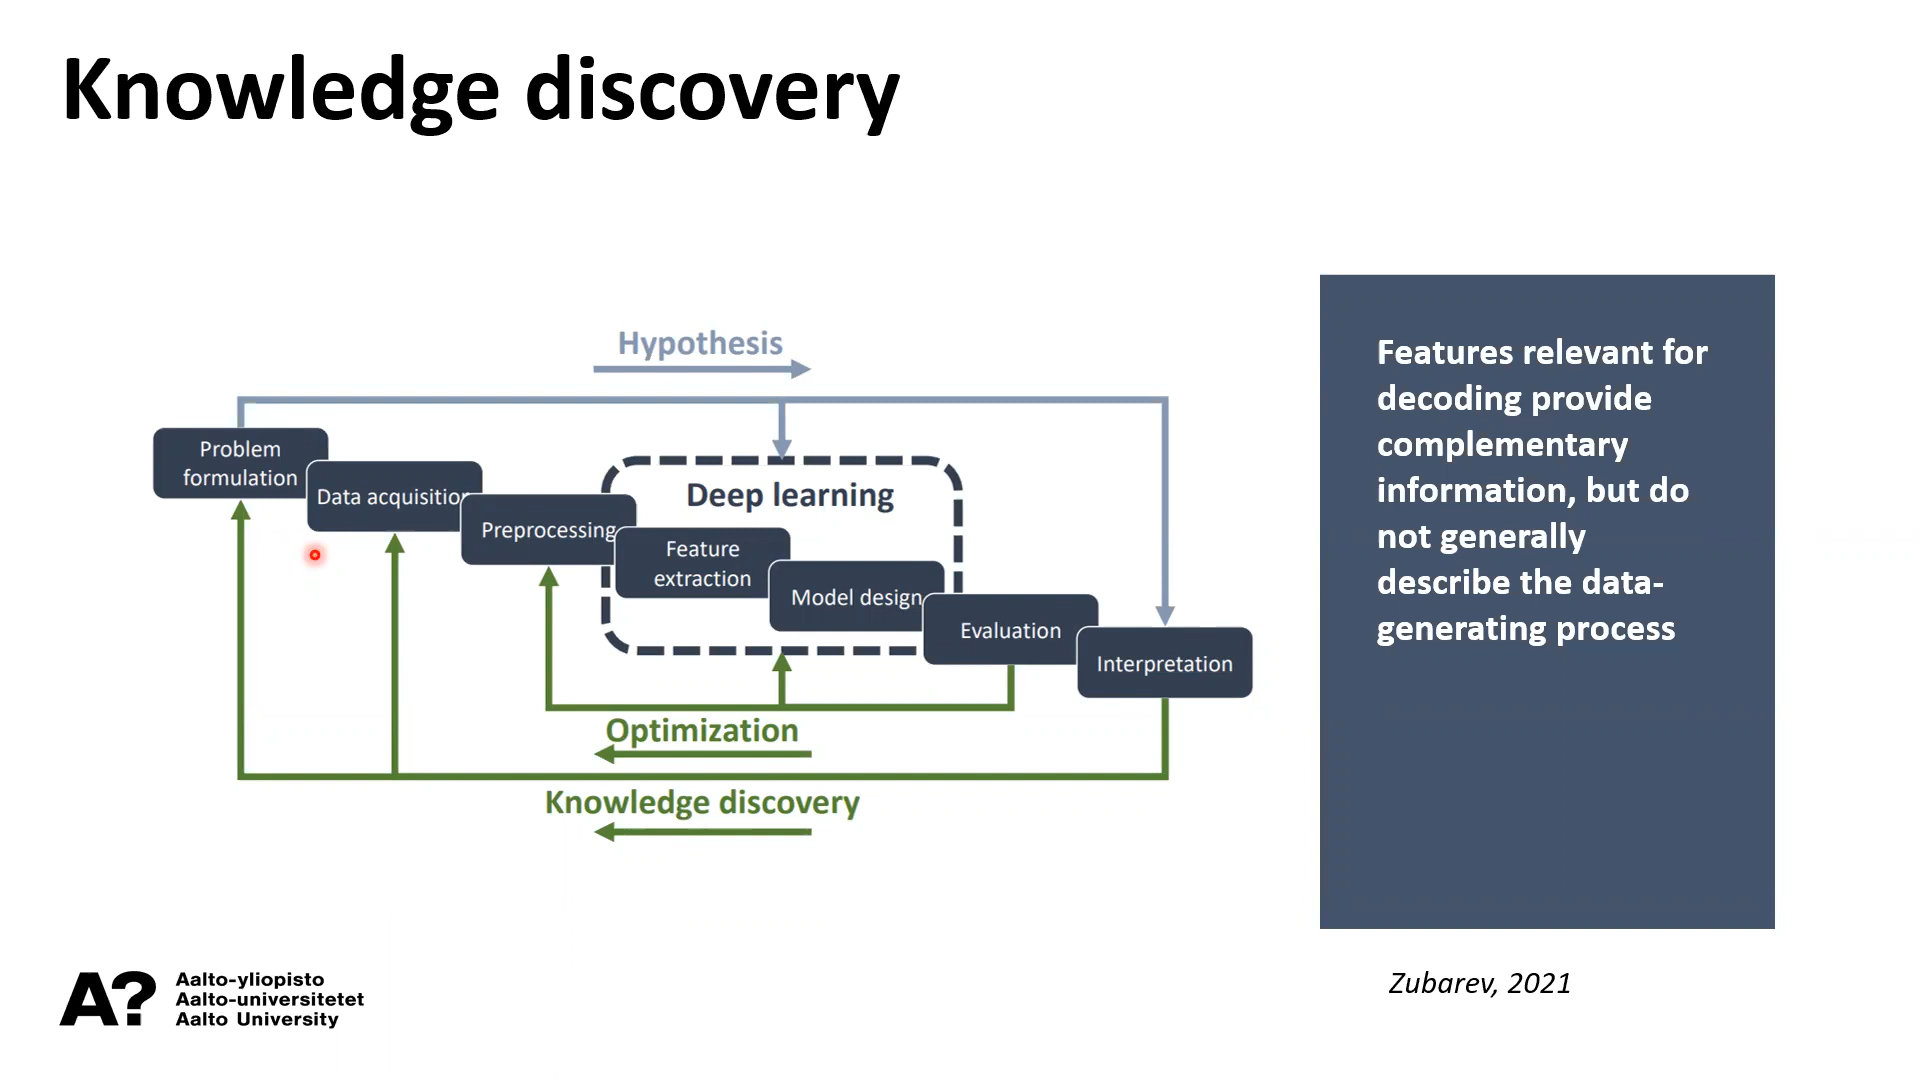 Knowledge discovery
Hypothesis
Problem
formulation
Data acquisition
Preprocessing
Deep learning
Feature
extraction
Model design
Evaluation
Interpretation
Optimization
Knowledge discovery
Features relevant for
decoding provide
complementary
information, but do
not generally
describe the data-
generating process
Zubarev, 2021
A?
Aalto-yliopisto
Aalto-universitetet
Aalto University